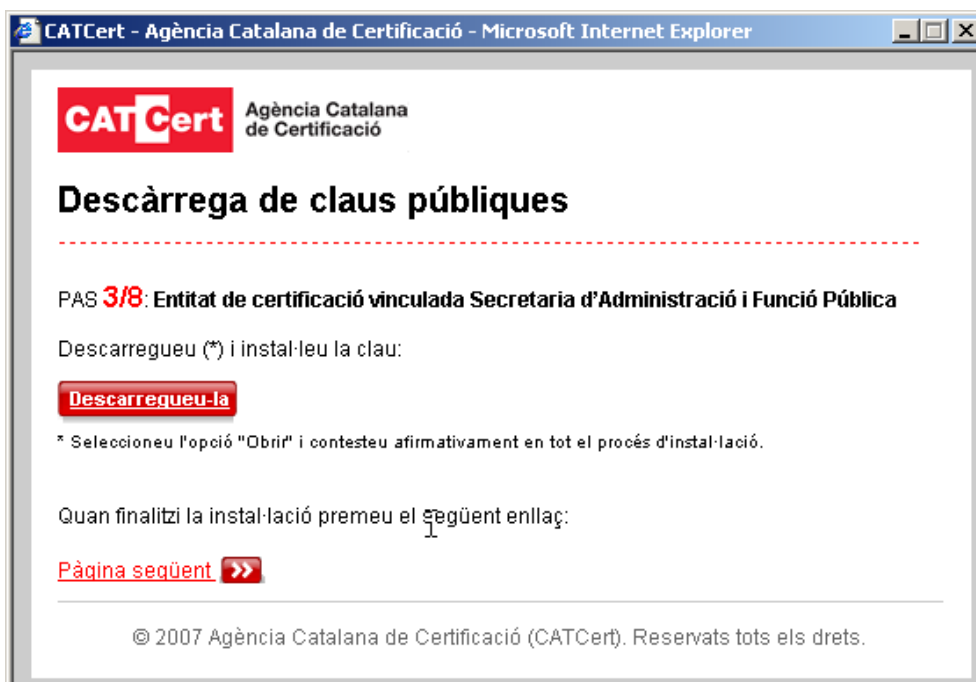 CATCert - Agència Catalana de Certificació - Microsoft Internet Explorer
CATCert Agència Catalana
de Certificació
Descàrrega de claus públiques
PAS 3/8: Entitat de certificació vinculada Secretaria d'Administració i Funció Pública
Descarregueu (*) i instal·leu la clau:
Descarregueu-la
* Seleccioneu l'opció "Obrir" i contesteu afirmativament en tot el procés d'instal·lació.
Quan finalitzi la instal·lació premeu el següent enllaç:
Pàgina següent >>
© 2007 Agència Catalana de Certificació (CATCert). Reservats tots els drets.